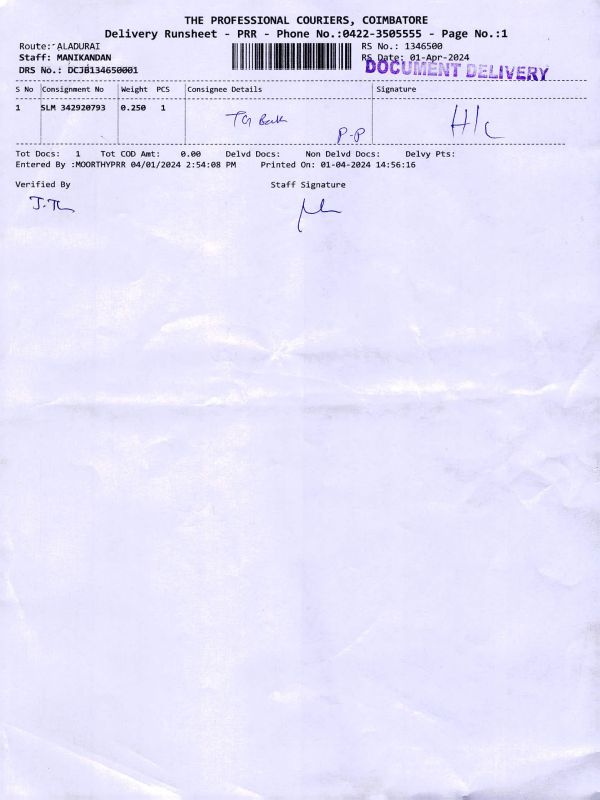 THE PROFESSIONAL COURIERS, COIMBATORE
Delivery Runsheet - PRR - Phone No.:0422-3505555 - Page No.:1
Route: ALADURAI RS No.: 1346500
Staff: MANIKANDAN RS Date: 01-Apr-2024
DRS No.: DCJB134650001 DOCUMENT DELIVERY
S No Consignment No Weight PCS Consignee Details Signature
1 SLM 342920793 0.250 1 H/c
P-P
Tot Docs: 1 Tot COD Amt: 0.00 Delvd Docs: Non Delvd Docs: Delvy Pts:
Entered By :MOORTHYPRR 04/01/2024 2:54:08 PM Printed On: 01-04-2024 14:56:16
Verified By Staff Signature